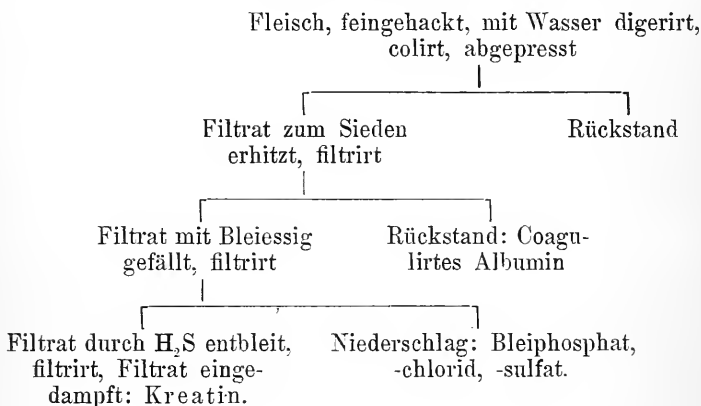 Fleisch, feingehackt, mit Wasser digerirt,
colirt, abgepresst
Filtrat zum Sieden
erhitzt, filtrirt
Rückstand
Filtrat mit Bleiessig
gefällt, filtrirt
Rückstand: Coagu-
lirtes Albumin
Filtrat durch H₂S entbleit,
filtrirt, Filtrat einge-
dampft: Kreatin.
Niederschlag: Bleiphosphat,
-chlorid, -sulfat.